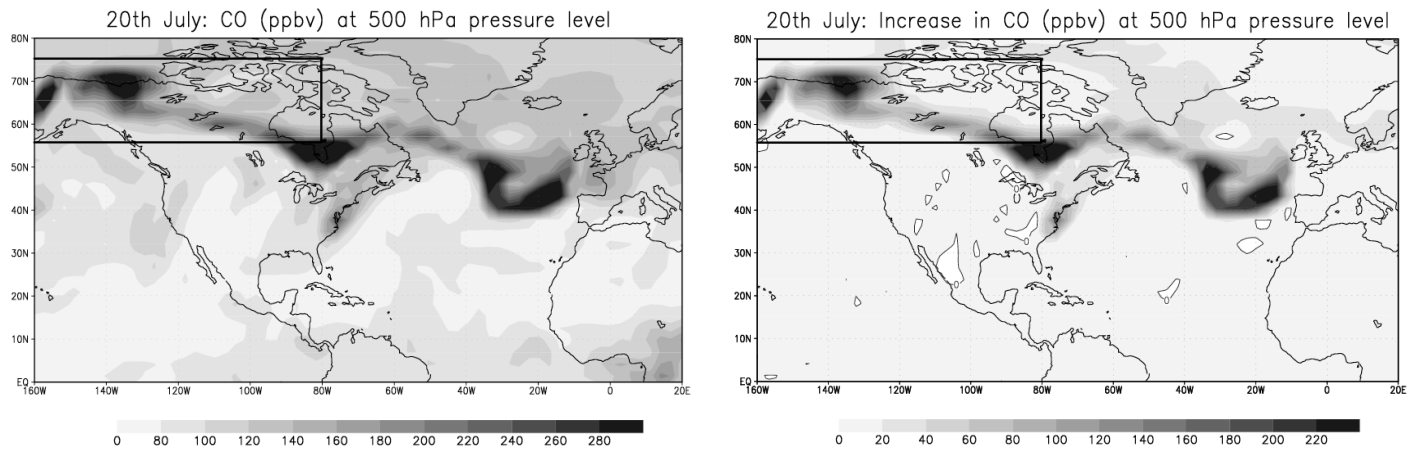 20th July: CO (ppbv) at 500 hPa pressure level
80N
70N
60N
50N
40N
30N
20N
10N
EQ
160W 140W 120W 100W 80W 60W 40W 20W 0 20E
0 80 100 120 140 160 180 200 220 240 260 280
20th July: Increase in CO (ppbv) at 500 hPa pressure level
80N
70N
60N
50N
40N
30N
20N
10N
EQ
160W 140W 120W 100W 80W 60W 40W 20W 0 20E
0 20 40 60 80 100 120 140 160 180 200 220